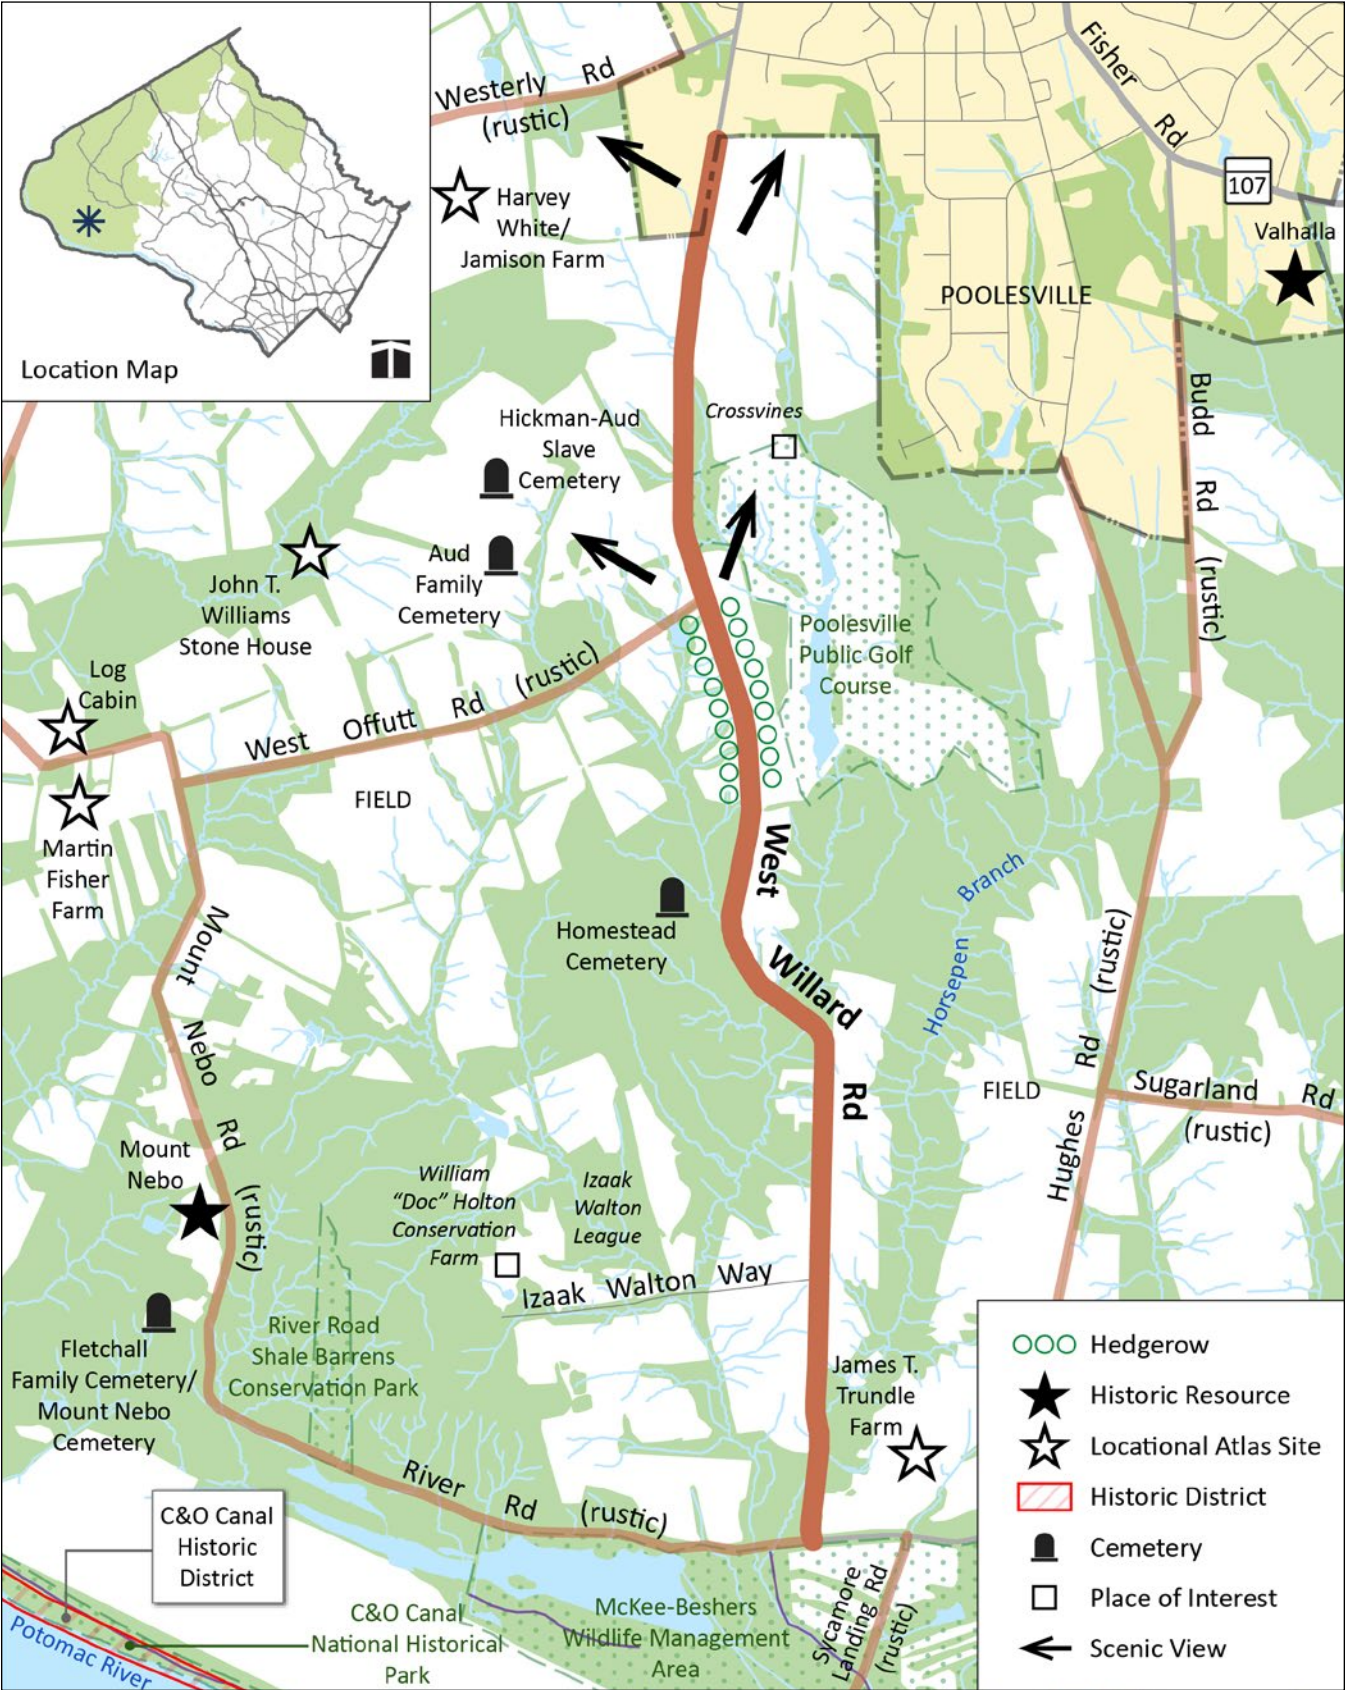 Location Map
Westerly Rd
(rustic)
Fisher Rd
107
Harvey
White/
Jamison Farm
Valhalla
POOLESVILLE
Budd Rd (rustic)
Hickman-Aud
Slave
Cemetery
Crossvines
Aud
Family
Cemetery
John T.
Williams
Stone House
Poolesville
Public Golf
Course
Log
Cabin
West Offutt Rd (rustic)
FIELD
Martin
Fisher
Farm
West Willard Rd
Horsepen Branch
Homestead
Cemetery
Mount Nebo Rd (rustic)
Hughes Rd (rustic)
FIELD
Sugarland Rd
(rustic)
Mount
Nebo
William
“Doc” Holton
Conservation
Farm
Izaak
Walton
League
Izaak Walton Way
Fletchall
Family Cemetery/
Mount Nebo
Cemetery
River Road
Shale Barrens
Conservation Park
James T.
Trundle
Farm
River Rd (rustic)
C&O Canal
Historic
District
Potomac River
C&O Canal
National Historical
Park
McKee-Beshers
Wildlife Management
Area
Sycamore
Landing Rd
(rustic)
Hedgerow
Historic Resource
Locational Atlas Site
Historic District
Cemetery
Place of Interest
Scenic View